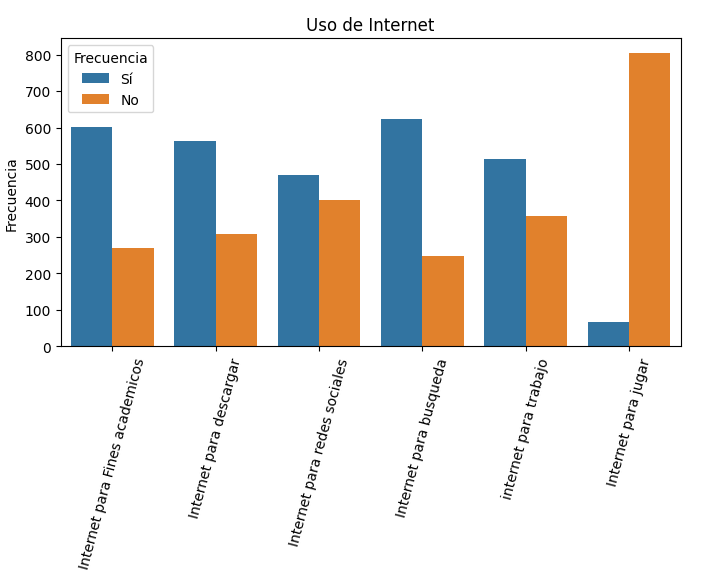 Uso de Internet
Frecuencia
Sí
No
Frecuencia
800
700
600
500
400
300
200
100
0
Internet para Fines academicos
Internet para descargar
Internet para redes sociales
Internet para busqueda
internet para trabajo
Internet para jugar